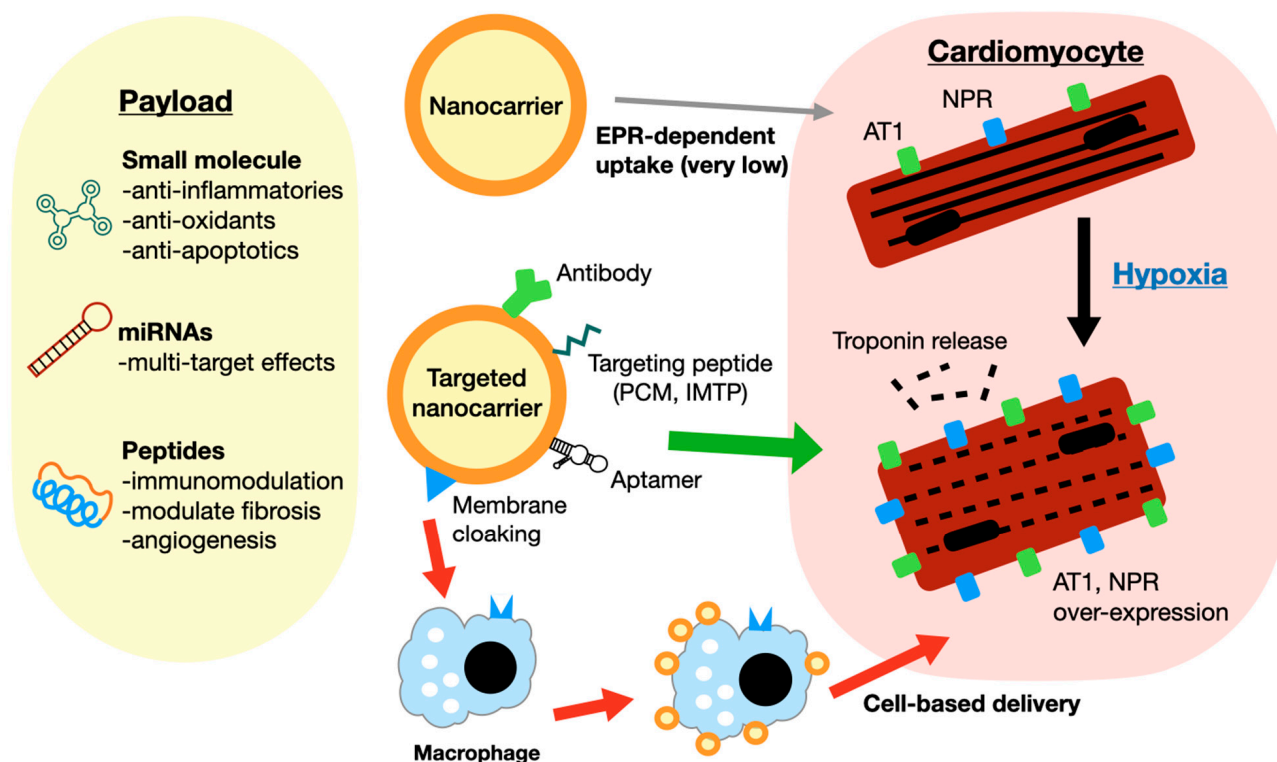 Payload
Small molecule
-anti-inflammatories
-anti-oxidants
-anti-apoptotics
miRNAs
-multi-target effects
Peptides
-immunomodulation
-modulate fibrosis
-angiogenesis
Nanocarrier
EPR-dependent
uptake (very low)
Antibody
Targeting peptide
(PCM, IMTP)
Targeted
nanocarrier
Aptamer
Membrane
cloaking
Macrophage
Cell-based delivery
Cardiomyocyte
NPR
AT1
Hypoxia
Troponin release
AT1, NPR
over-expression